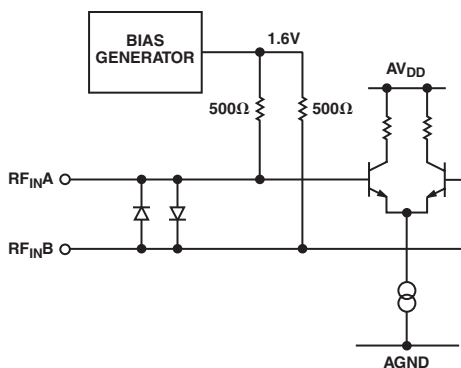 BIAS
GENERATOR
1.6V
AVDD
500Ω
500Ω
RFINA
RFINB
AGND